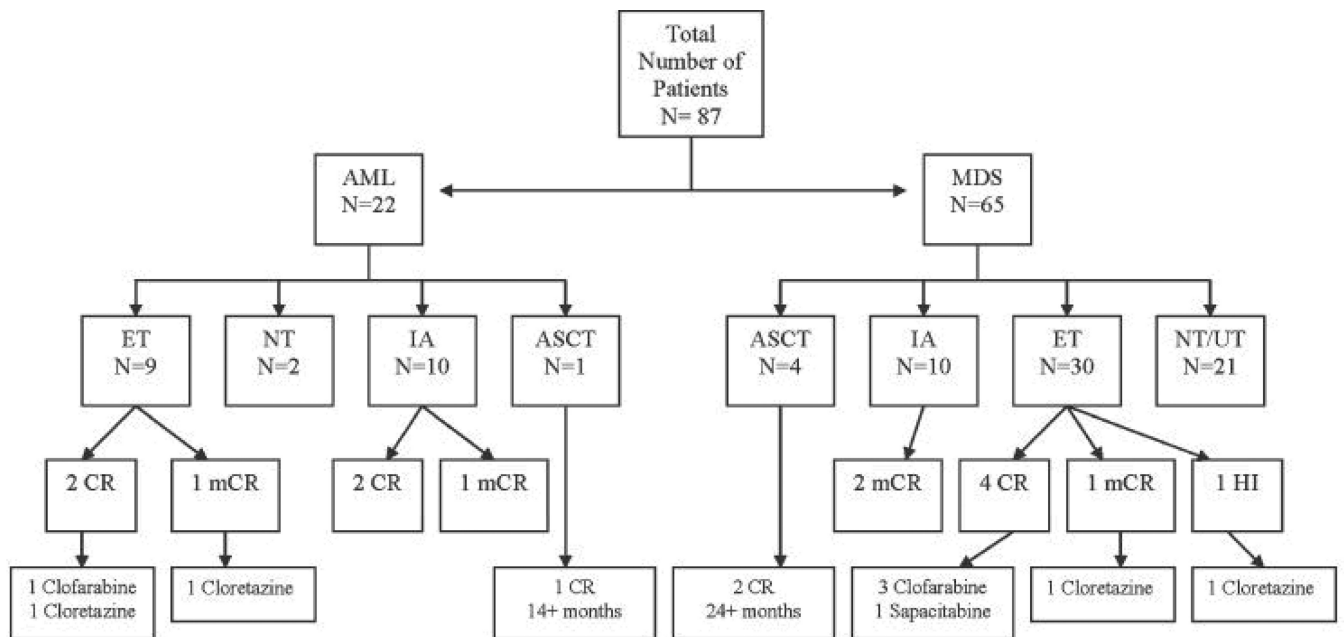 Total
Number of
Patients
N= 87
AML
N=22
MDS
N=65
ET
N=9
NT
N=2
IA
N=10
ASCT
N=1
ASCT
N=4
IA
N=10
ET
N=30
NT/UT
N=21
2 CR
1 mCR
2 CR
1 mCR
2 mCR
4 CR
1 mCR
1 HI
1 Clofarabine
1 Cloretazine
1 Cloretazine
1 CR
14+ months
2 CR
24+ months
3 Clofarabine
1 Sapacitabine
1 Cloretazine
1 Cloretazine